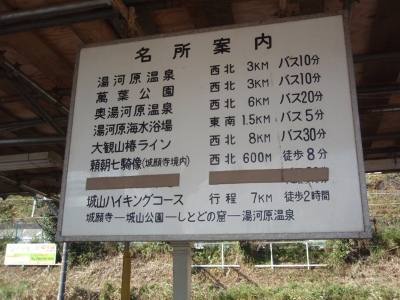 名所案内
湯河原温泉 西北 3KM バス10分
萬葉公園 西北 3KM バス10分
奥湯河原温泉 西北 6KM バス20分
湯河原海水浴場 東南 1.5KM バス5分
大観山椿ライン 西北 8KM バス30分
頼朝七騎像(城願寺境内) 西北 600M 徒歩8分
城山ハイキングコース 行程 7KM 徒歩2時間
城願寺―城山公園―しとどの窟―湯河原温泉